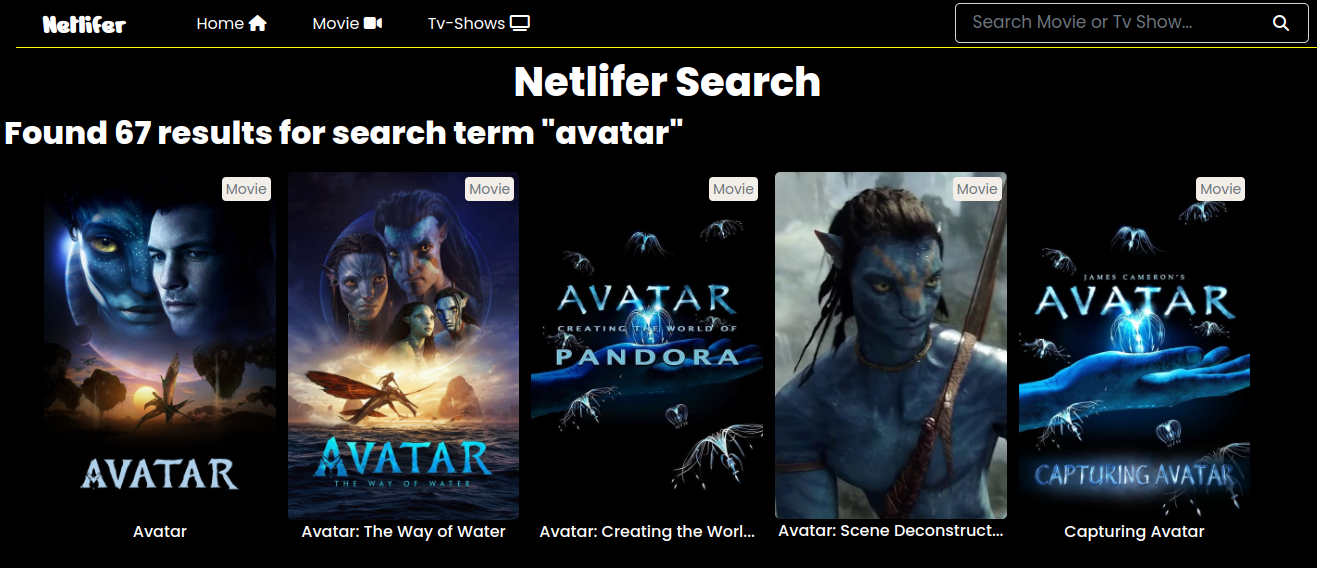 Netlifer Home Movie Tv-Shows Search Movie or Tv Show...
Netlifer Search
Found 67 results for search term "avatar"
Movie Movie Movie Movie Movie
AVATAR
AVATAR
THE WAY OF WATER
AVATAR
CREATING THE WORLD OF
PANDORA
JAMES CAMERON'S
AVATAR
CAPTURING AVATAR
Avatar
Avatar: The Way of Water
Avatar: Creating the Worl...
Avatar: Scene Deconstruct...
Capturing Avatar